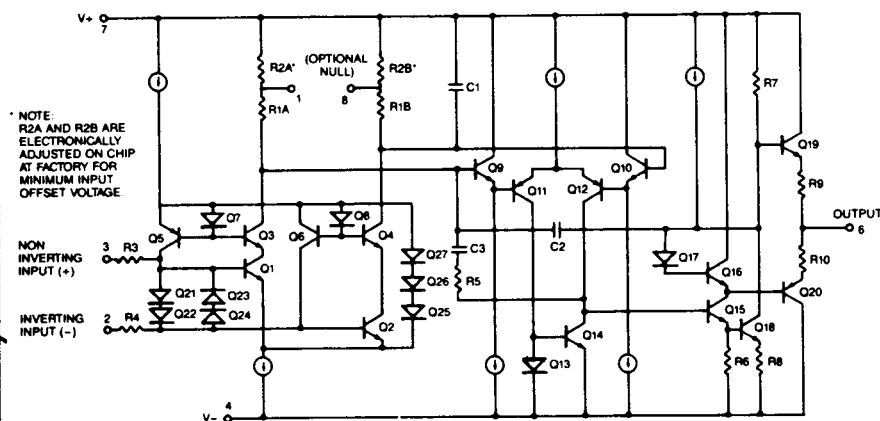 V+
7
R2A*
(OPTIONAL
NULL)
R2B*
1
8
C1
R7
R1A
R1B
* NOTE:
R2A AND R2B ARE
ELECTRONICALLY
ADJUSTED ON CHIP
AT FACTORY FOR
MINIMUM INPUT
OFFSET VOLTAGE.
Q19
Q9
Q10
Q11
Q12
R9
Q7
Q8
Q5
Q3
Q6
Q4
OUTPUT
6
NON
INVERTING
INPUT (+)
3
R3
C3
C2
Q27
Q17
Q16
R10
Q1
R5
Q26
Q20
Q21
Q23
Q25
Q15
Q22
Q24
INVERTING
INPUT (−)
2
R4
Q2
Q14
Q18
Q13
R6
R8
V−
4